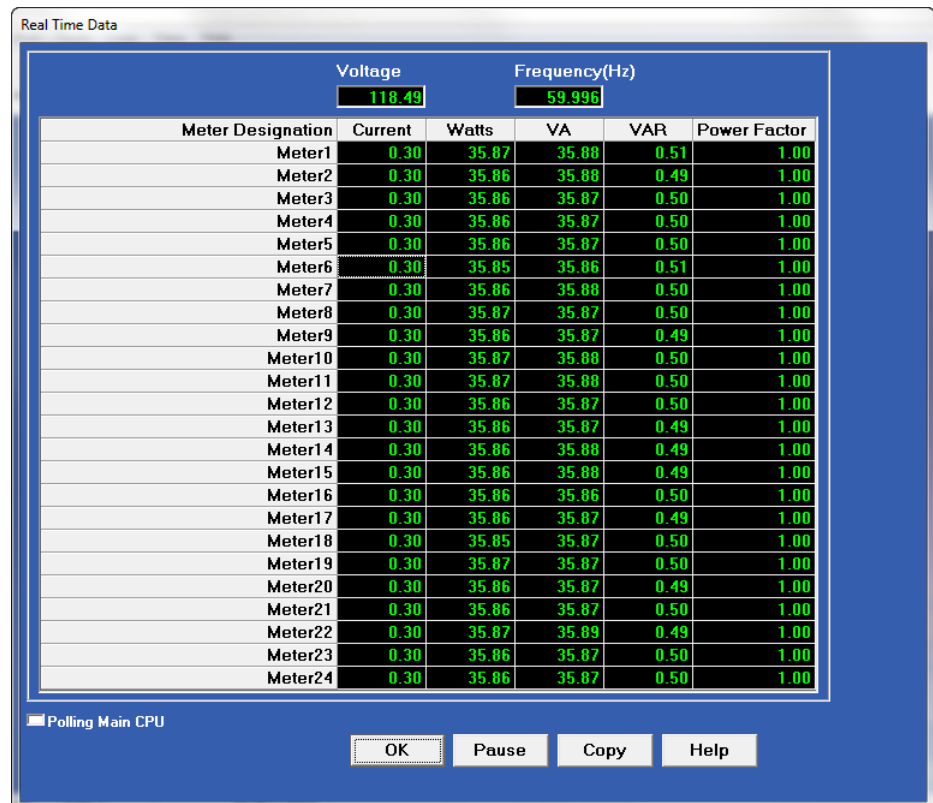 Real Time Data
Voltage Frequency(Hz)
118.49 59.996
Meter Designation Current Watts VA VAR Power Factor
Meter1 0.30 35.87 35.88 0.51 1.00
Meter2 0.30 35.86 35.88 0.49 1.00
Meter3 0.30 35.86 35.87 0.50 1.00
Meter4 0.30 35.86 35.87 0.50 1.00
Meter5 0.30 35.86 35.87 0.50 1.00
Meter6 0.30 35.85 35.86 0.51 1.00
Meter7 0.30 35.86 35.88 0.50 1.00
Meter8 0.30 35.87 35.87 0.50 1.00
Meter9 0.30 35.86 35.87 0.49 1.00
Meter10 0.30 35.87 35.88 0.50 1.00
Meter11 0.30 35.87 35.88 0.50 1.00
Meter12 0.30 35.86 35.87 0.50 1.00
Meter13 0.30 35.86 35.87 0.49 1.00
Meter14 0.30 35.86 35.88 0.49 1.00
Meter15 0.30 35.86 35.88 0.49 1.00
Meter16 0.30 35.86 35.86 0.50 1.00
Meter17 0.30 35.86 35.87 0.49 1.00
Meter18 0.30 35.85 35.87 0.50 1.00
Meter19 0.30 35.87 35.87 0.50 1.00
Meter20 0.30 35.86 35.87 0.49 1.00
Meter21 0.30 35.86 35.87 0.50 1.00
Meter22 0.30 35.87 35.89 0.49 1.00
Meter23 0.30 35.86 35.87 0.50 1.00
Meter24 0.30 35.86 35.87 0.50 1.00
Polling Main CPU
OK Pause Copy Help